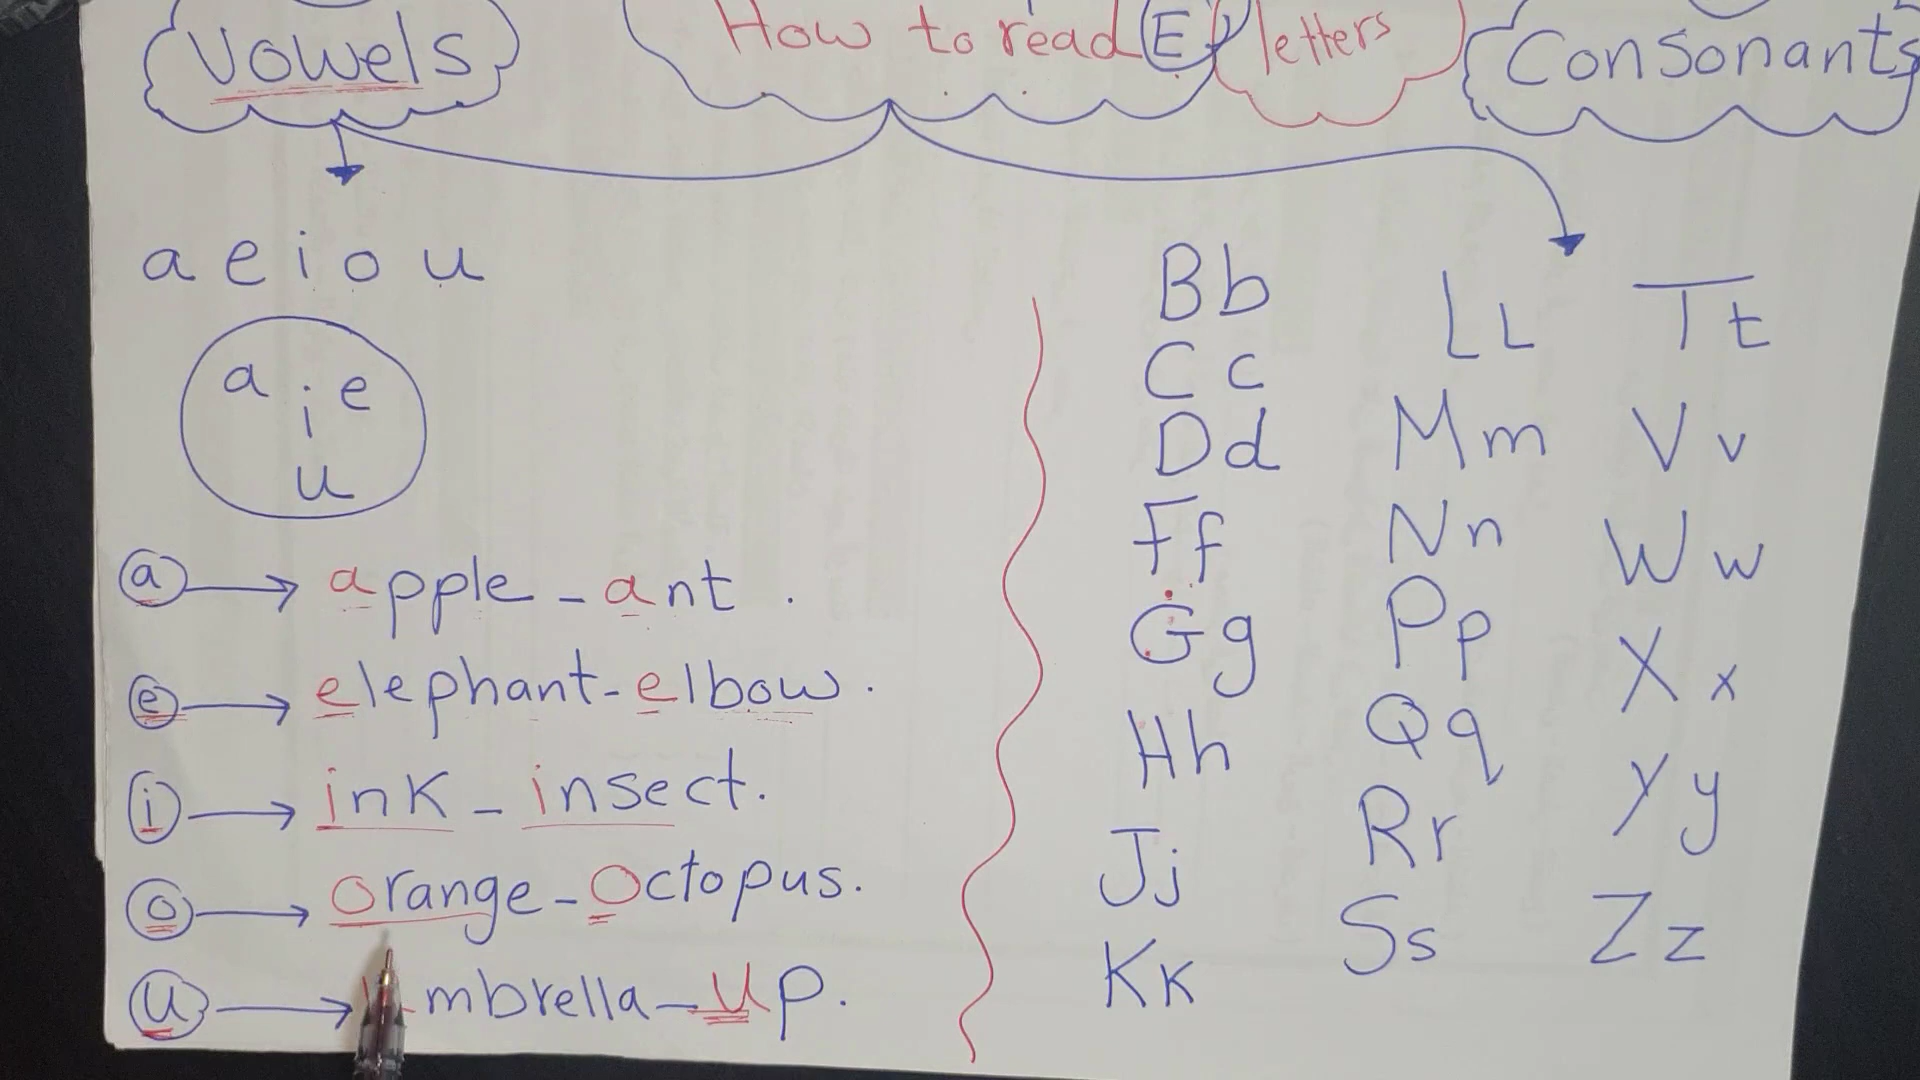 Vowels
How to read E letters
Consonants
a e i o u
a i e
u
a → apple - ant.
e → elephant - elbow.
i → ink - insect.
o → orange - octopus.
u → umbrella - up.
Bb
Cc
Dd
Ff
Gg
Hh
Jj
Kk
LL
Mm
Nn
Pp
Qq
Rr
Ss
Tt
Vv
Ww
Xx
Yy
Zz